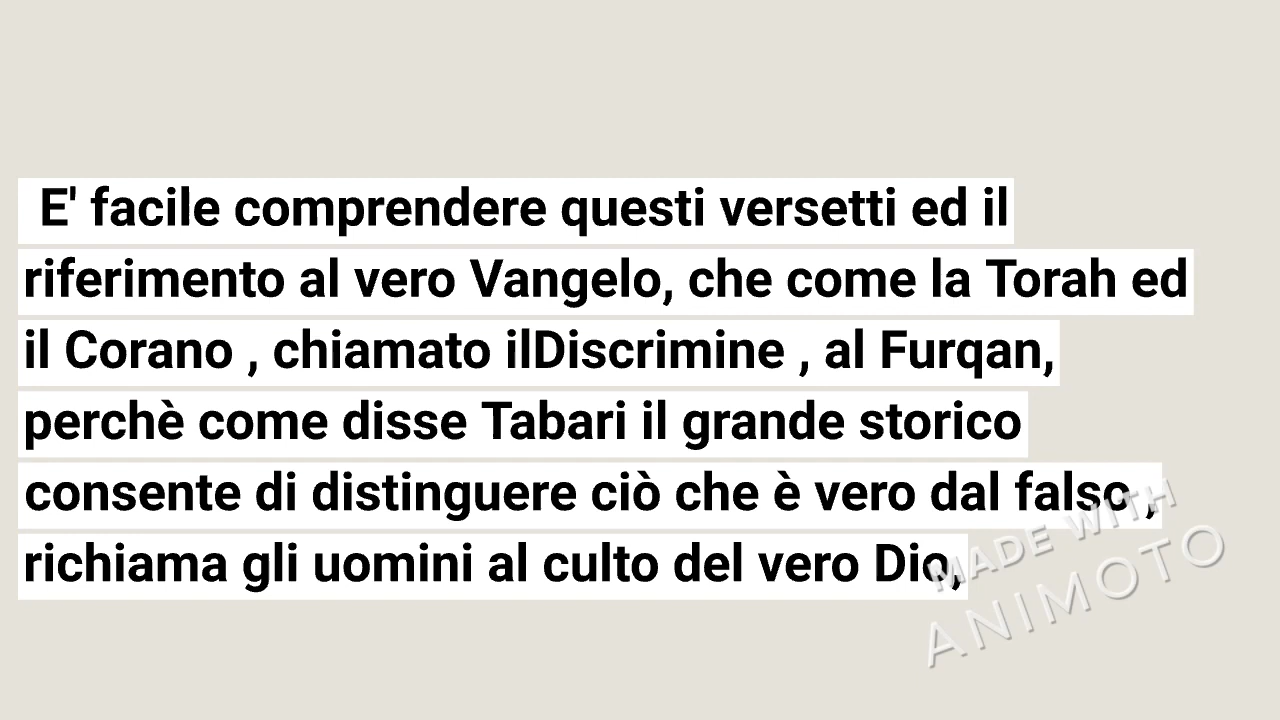 E' facile comprendere questi versetti ed il
riferimento al vero Vangelo, che come la Torah ed
il Corano , chiamato ilDiscrimine , al Furqan,
perchè come disse Tabari il grande storico
consente di distinguere ciò che è vero dal falso ,
richiama gli uomini al culto del vero Dio,
MADE WITH
ANIMOTO